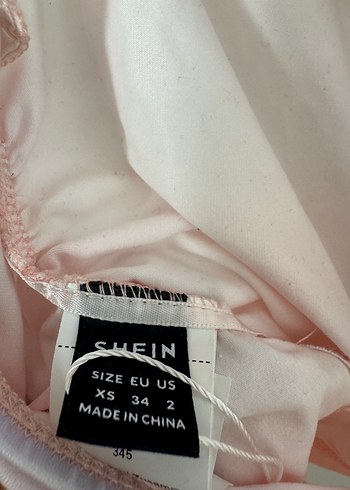 SHEIN
SIZE EU US
XS 34 2
MADE IN CHINA
345